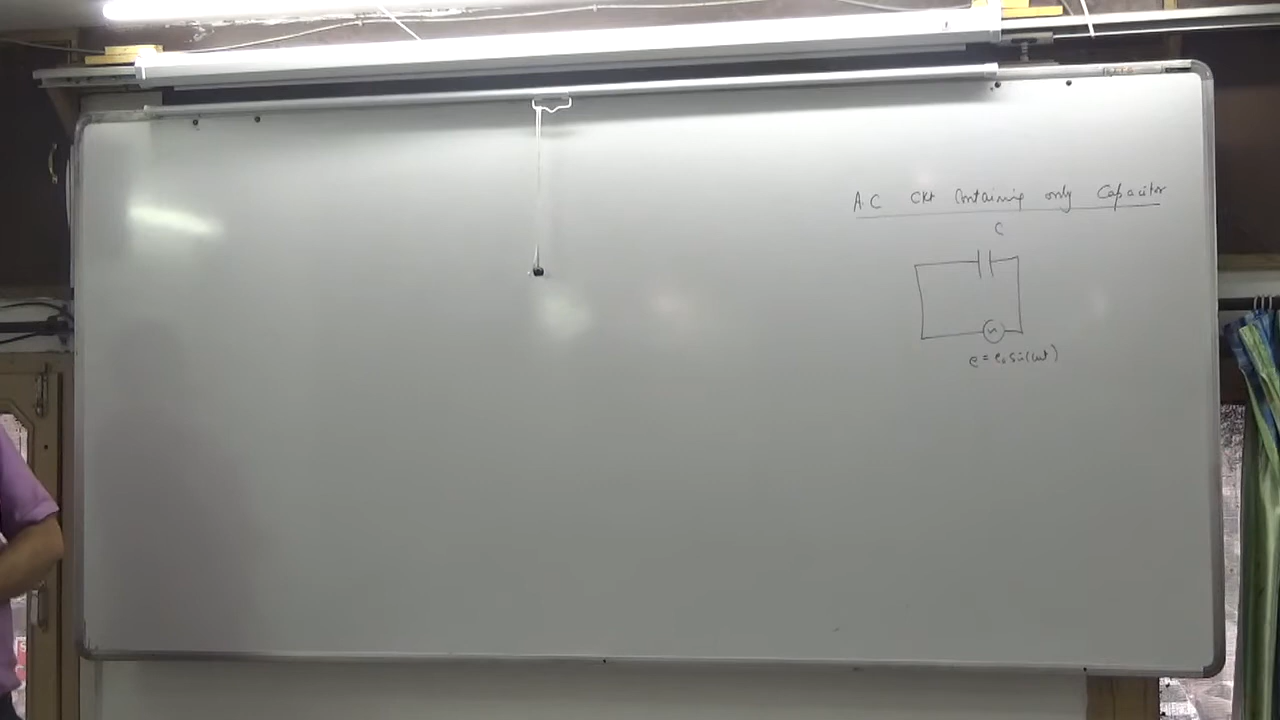 A.C Ckt Containing only Capacitor
C
e = e₀ sin(ωt)